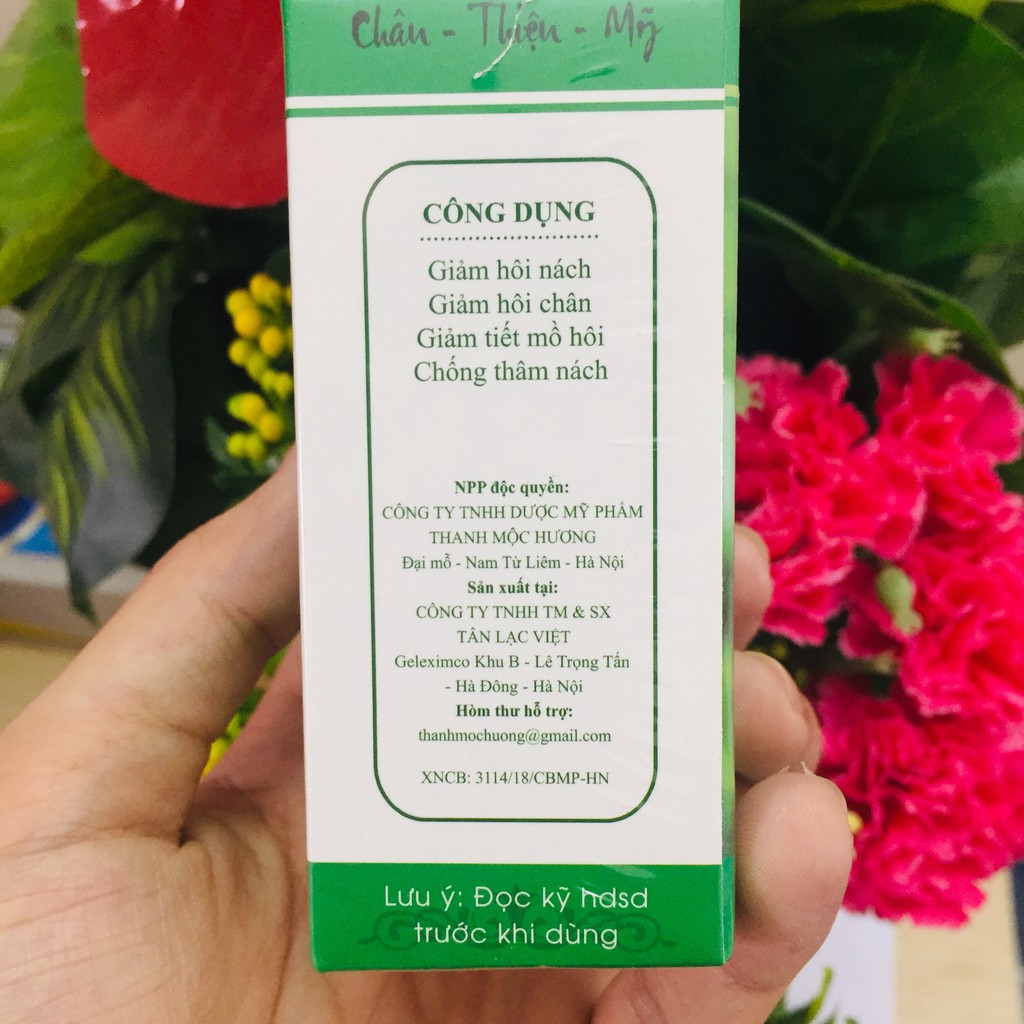 Chân - Thiện - Mỹ
CÔNG DỤNG
Giảm hôi nách
Giảm hôi chân
Giảm tiết mồ hôi
Chống thâm nách
NPP độc quyền:
CÔNG TY TNHH DƯỢC MỸ PHẨM
THANH MỘC HƯƠNG
Đại mỗ - Nam Từ Liêm - Hà Nội
Sản xuất tại:
CÔNG TY TNHH TM & SX
TÂN LẠC VIỆT
Geleximco Khu B - Lê Trọng Tấn
- Hà Đông - Hà Nội
Hòm thư hỗ trợ:
thanhmochuong@gmail.com
XNCB: 3114/18/CBMP-HN
Lưu ý: Đọc kỹ hdsd
trước khi dùng